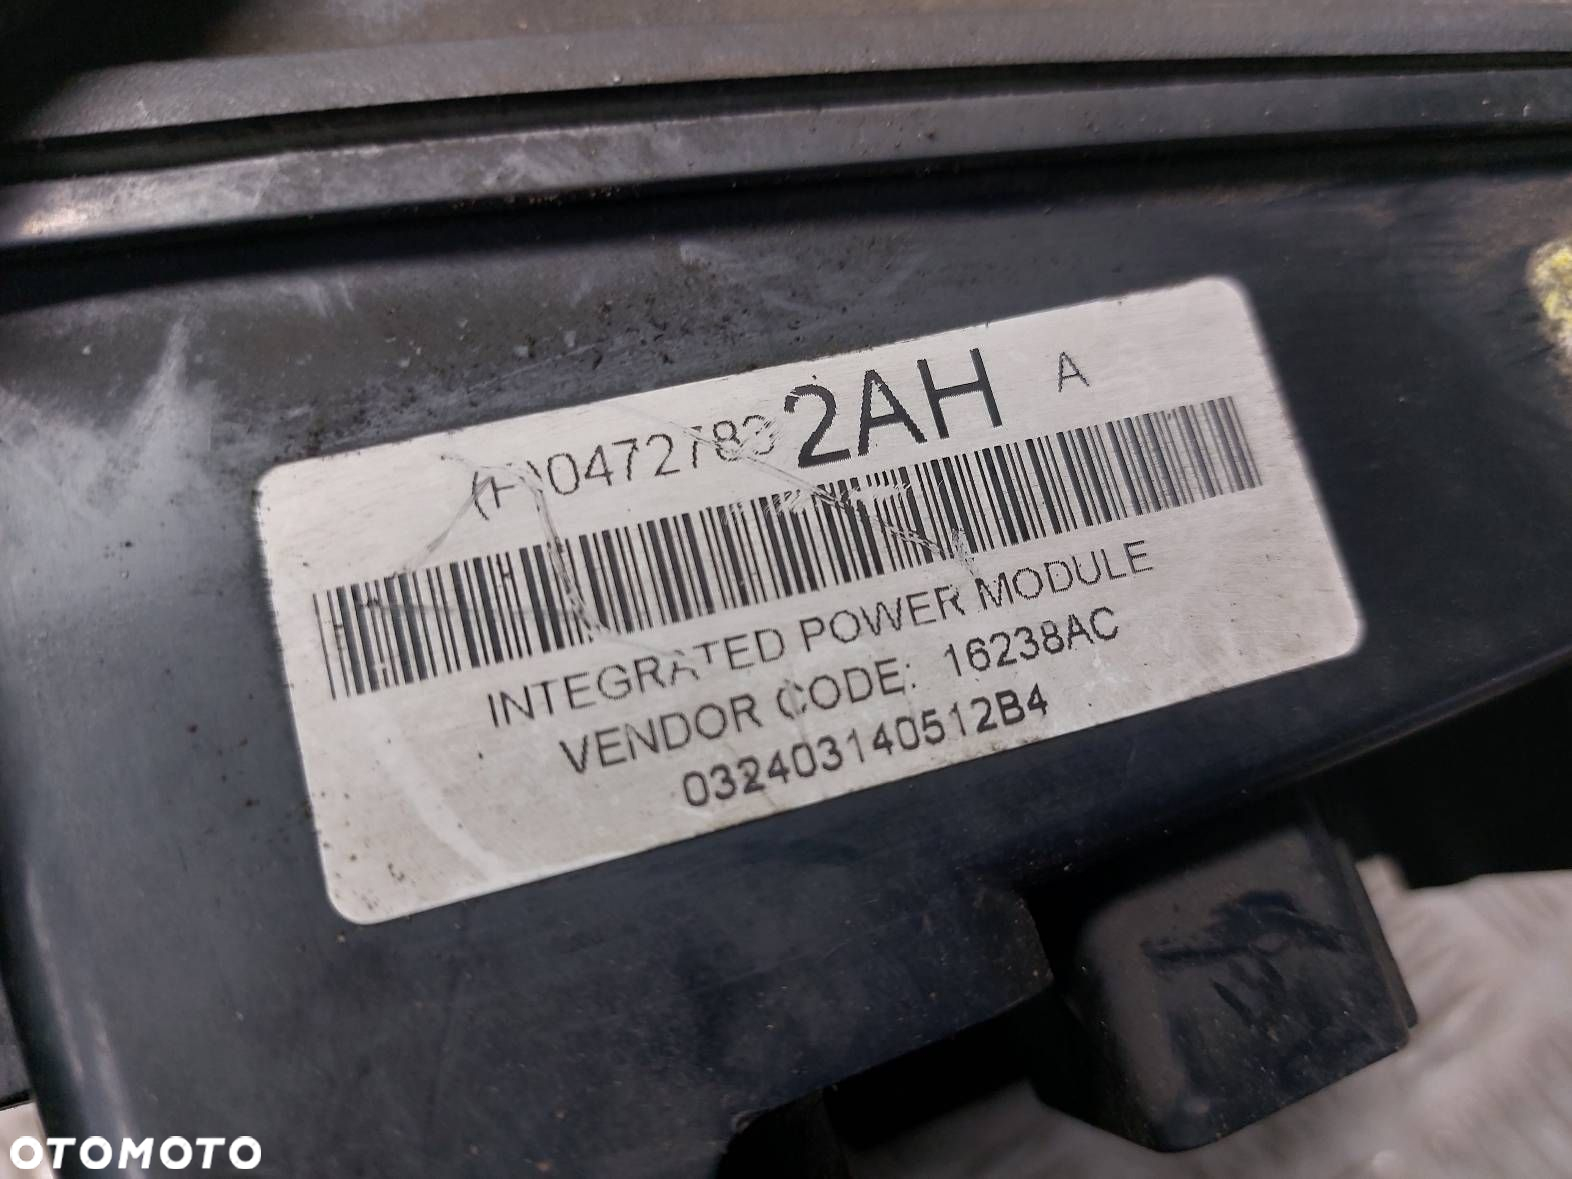 (P)04727832AH A
INTEGRATED POWER MODULE
VENDOR CODE: 16238AC
032403140512B4
OTOMOTO